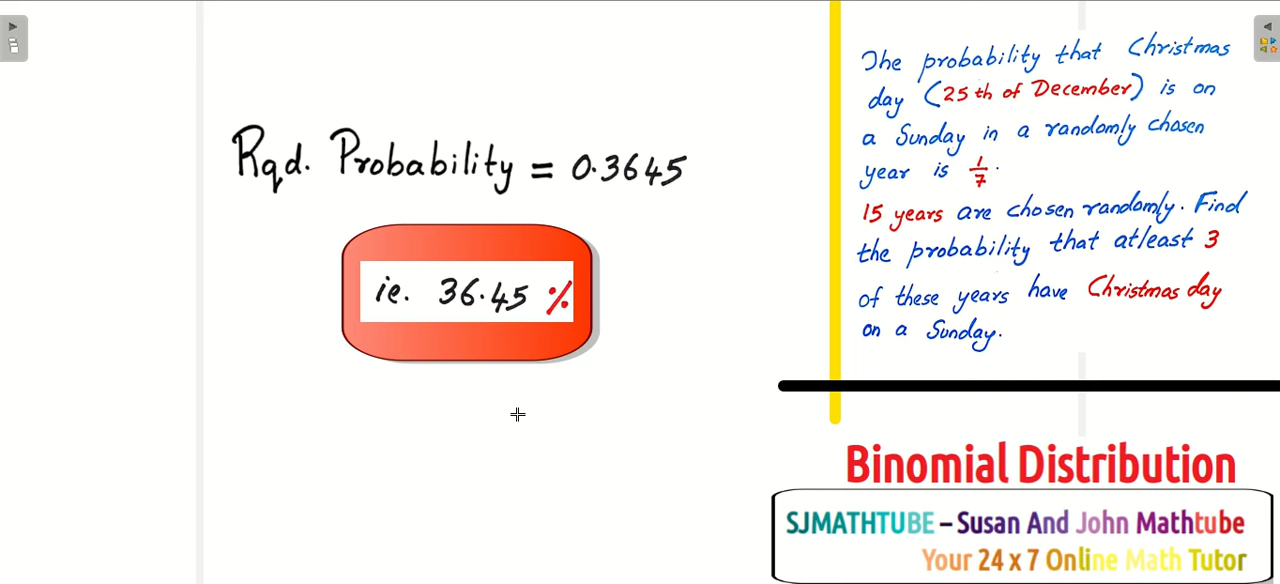 Rqd. Probability = 0.3645
ie. 36.45 %
The probability that Christmas
day (25th of December) is on
a Sunday in a randomly chosen
year is 1/7.
15 years are chosen randomly. Find
the probability that atleast 3
of these years have Christmas day
on a Sunday.
Binomial Distribution
SJMATHTUBE – Susan And John Mathtube
Your 24 x 7 Online Math Tutor